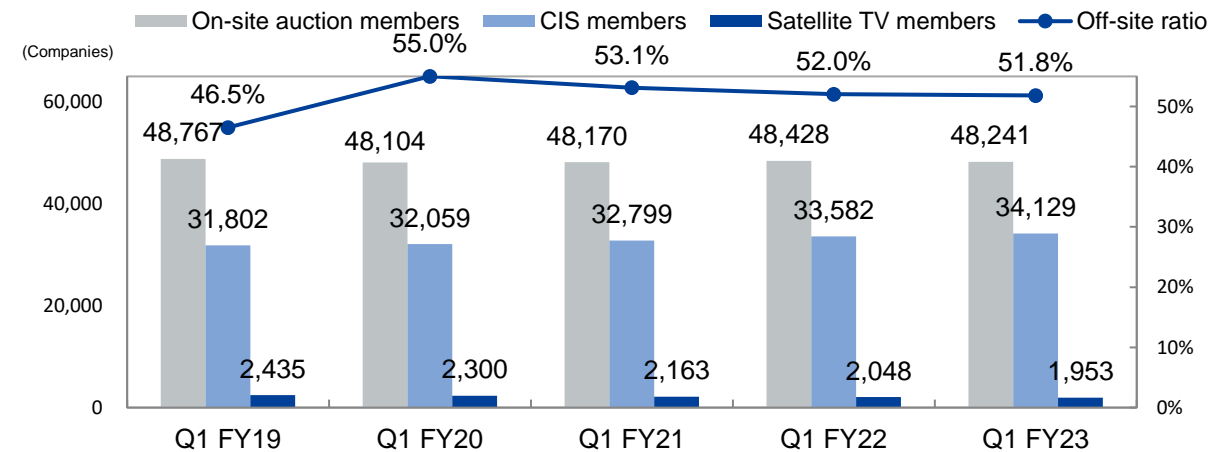 On-site auction members CIS members Satellite TV members Off-site ratio
(Companies)
46.5% 55.0% 53.1% 52.0% 51.8%
60,000
40,000
20,000
0
48,767 48,104 48,170 48,428 48,241
31,802 32,059 32,799 33,582 34,129
2,435 2,300 2,163 2,048 1,953
50%
40%
30%
20%
10%
0%
Q1 FY19 Q1 FY20 Q1 FY21 Q1 FY22 Q1 FY23